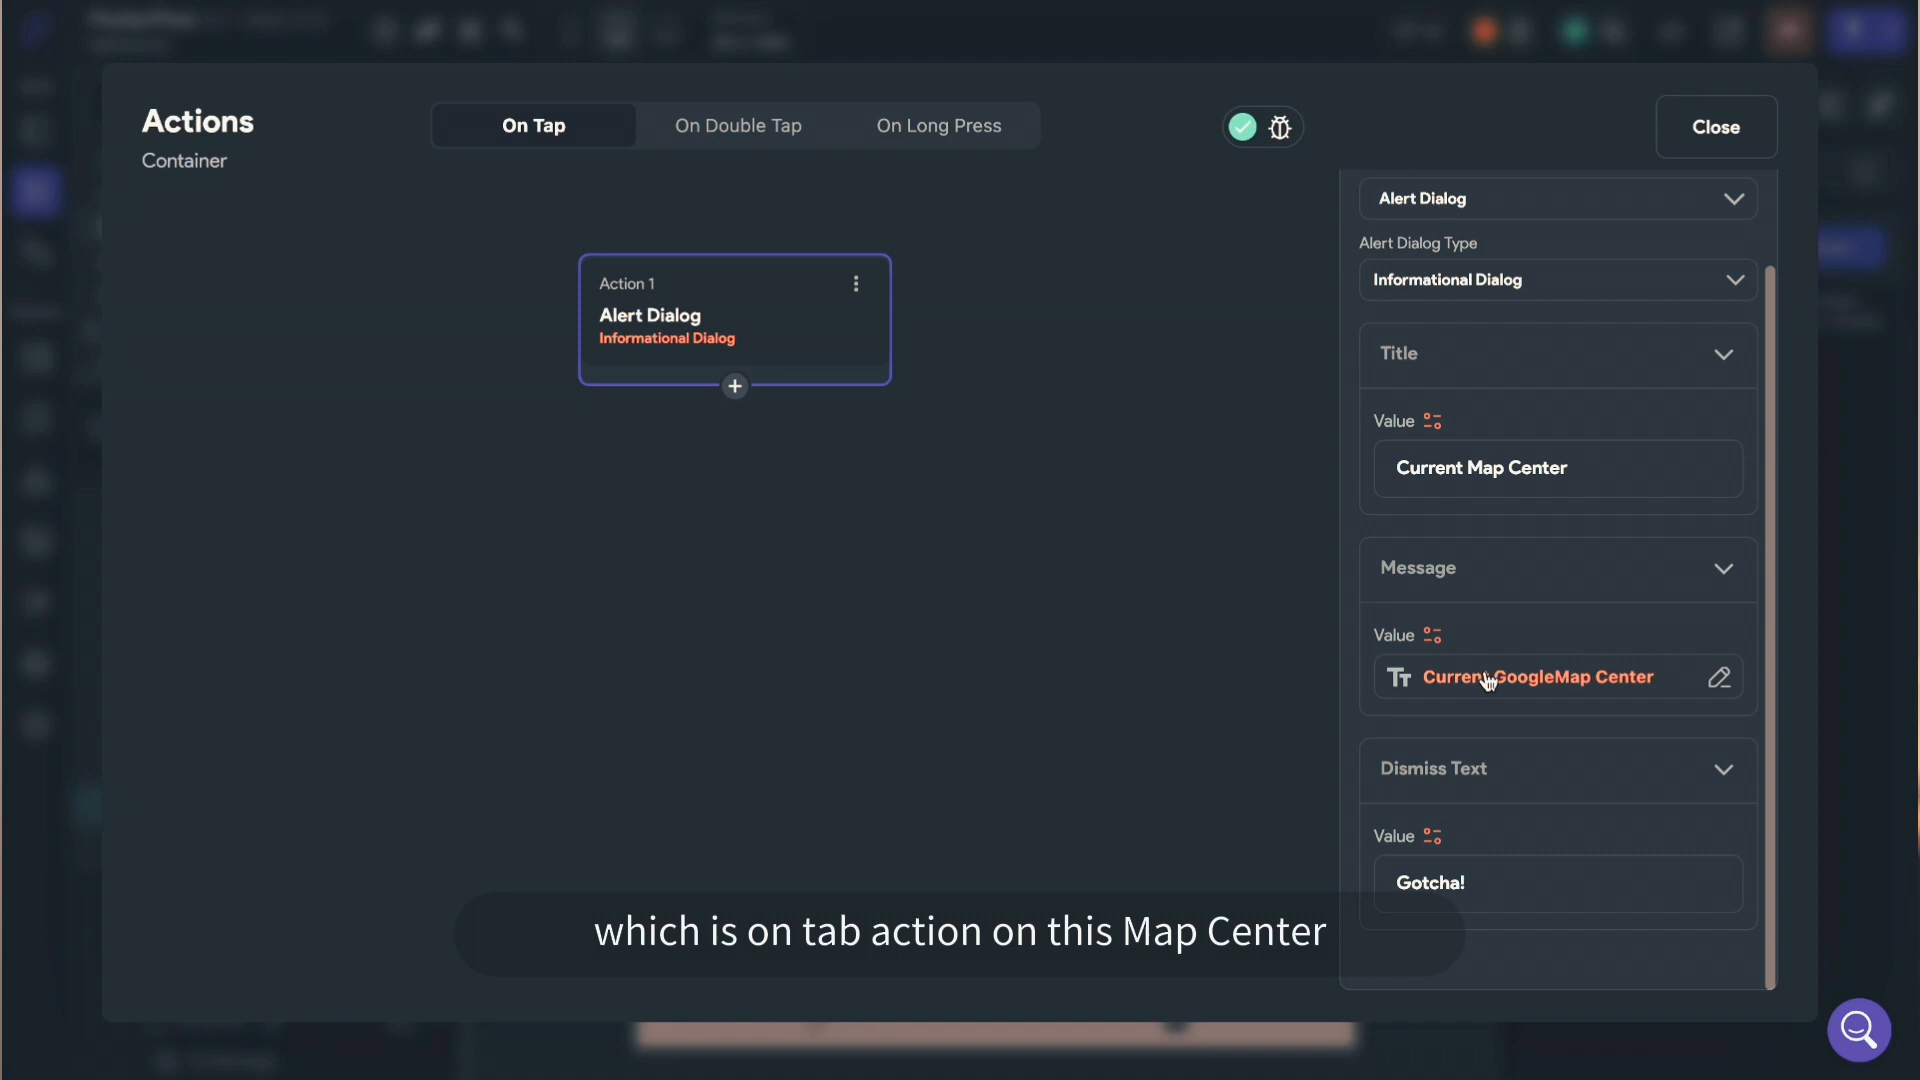 Actions
Container
On Tap
On Double Tap
On Long Press
Close
Action 1
Alert Dialog
Informational Dialog
Alert Dialog
Alert Dialog Type
Informational Dialog
Title
Value
Current Map Center
Message
Value
Current GoogleMap Center
Dismiss Text
Value
Gotcha!
which is on tab action on this Map Center